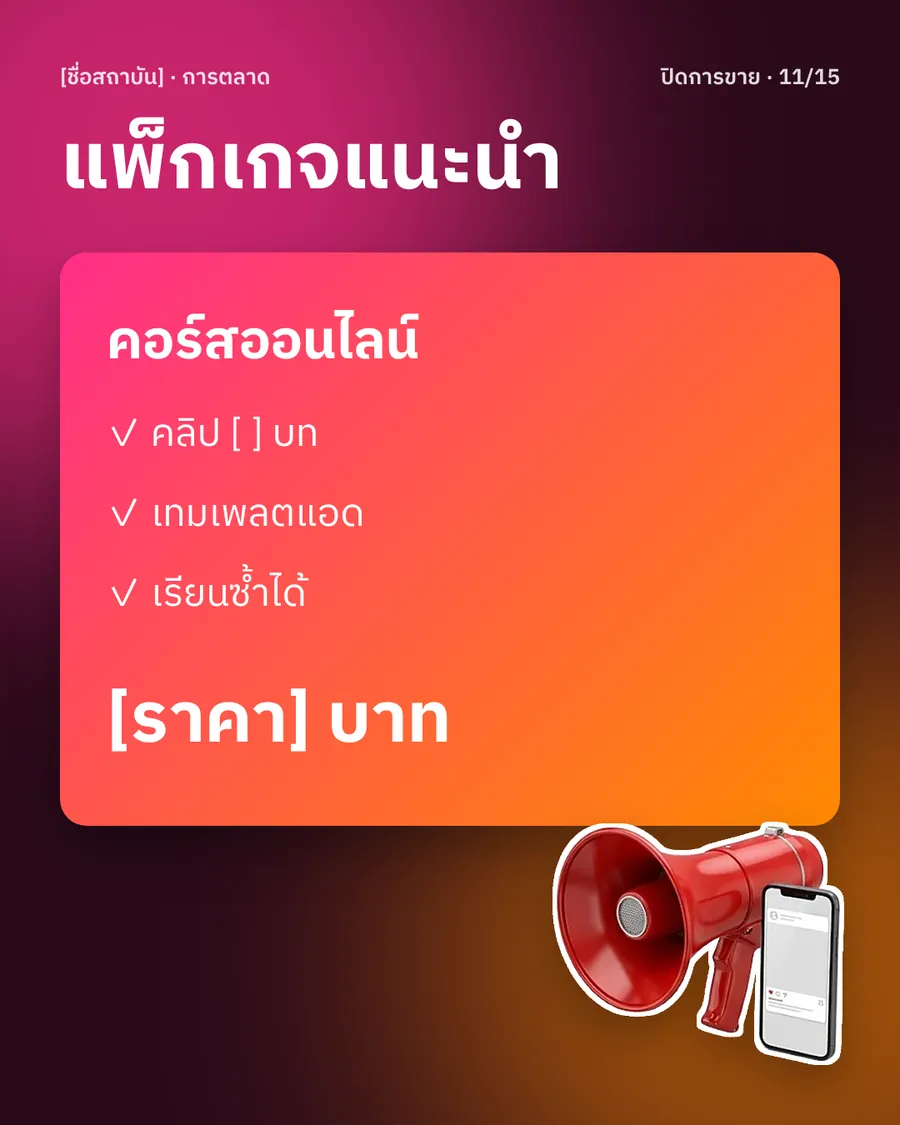 [ชื่อสถาบัน] · การตลาด
ปิดการขาย · 11/15
แพ็กเกจแนะนำ
คอร์สออนไลน์
✓ คลิป [ ] บท
✓ เทมเพลตแอด
✓ เรียนซ้ำได้
[ราคา] บาท